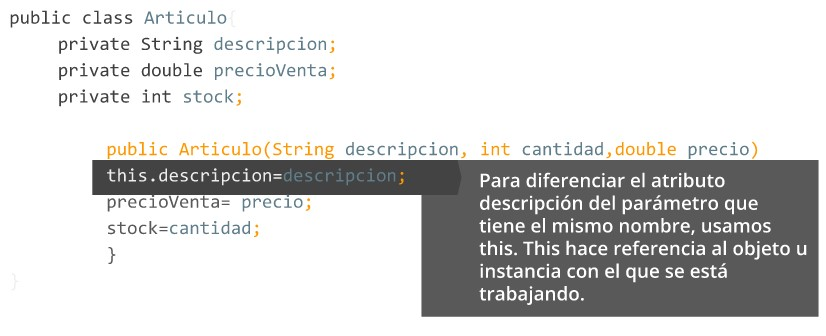 public class Articulo{
private String descripcion;
private double precioVenta;
private int stock;
public Articulo(String descripcion, int cantidad,double precio)
this.descripcion=descripcion;
precioVenta= precio;
stock=cantidad;
}
}
Para diferenciar el atributo
descripción del parámetro que
tiene el mismo nombre, usamos
this. This hace referencia al objeto u
instancia con el que se está
trabajando.